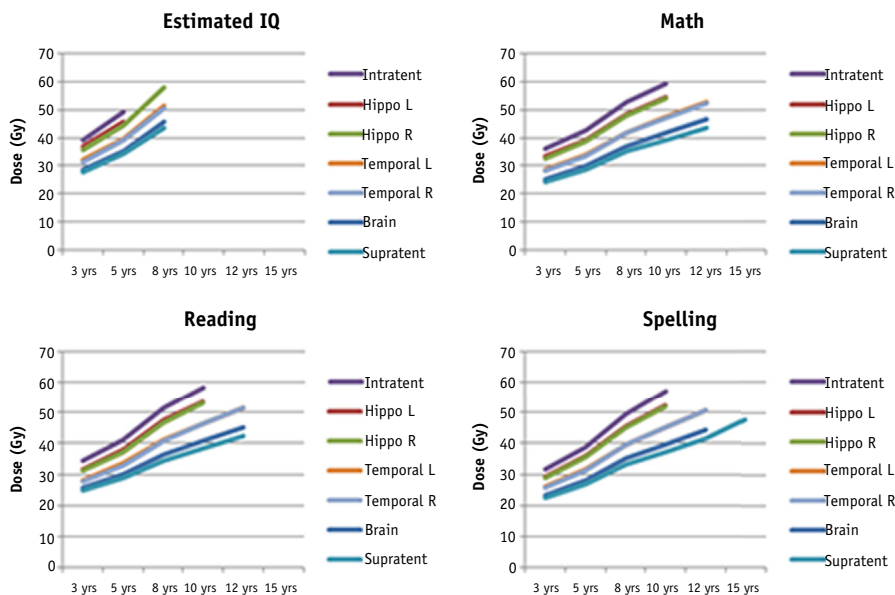 Estimated IQ
Dose (Gy)
70
60
50
40
30
20
10
0
3 yrs 5 yrs 8 yrs 10 yrs 12 yrs 15 yrs
Intratent
Hippo L
Hippo R
Temporal L
Temporal R
Brain
Supratent
Math
Dose (Gy)
70
60
50
40
30
20
10
0
3 yrs 5 yrs 8 yrs 10 yrs 12 yrs 15 yrs
Intratent
Hippo L
Hippo R
Temporal L
Temporal R
Brain
Supratent
Reading
Dose (Gy)
70
60
50
40
30
20
10
0
3 yrs 5 yrs 8 yrs 10 yrs 12 yrs 15 yrs
Intratent
Hippo L
Hippo R
Temporal L
Temporal R
Brain
Supratent
Spelling
Dose (Gy)
70
60
50
40
30
20
10
0
3 yrs 5 yrs 8 yrs 10 yrs 12 yrs 15 yrs
Intratent
Hippo L
Hippo R
Temporal L
Temporal R
Brain
Supratent